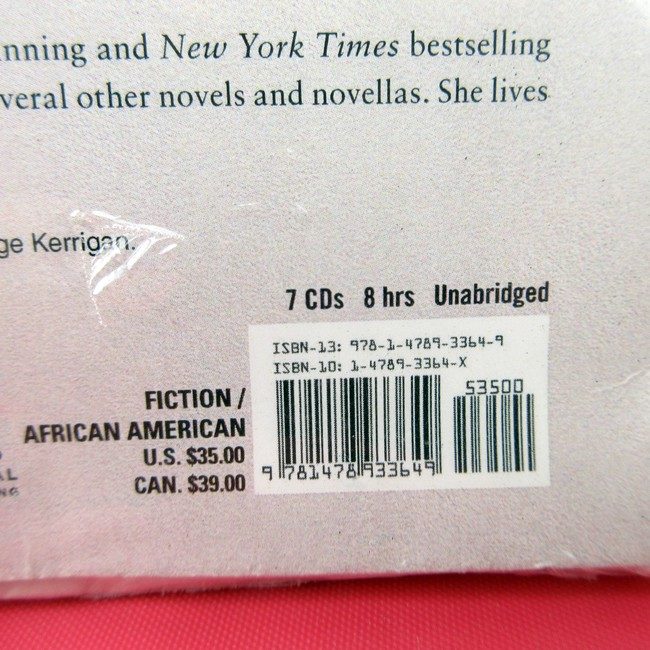 nning and New York Times bestselling
veral other novels and novellas. She lives
ge Kerrigan.
7 CDs 8 hrs Unabridged
ISBN-13: 978-1-4789-3364-9
ISBN-10: 1-4789-3364-X
53500
FICTION /
AFRICAN AMERICAN
U.S. $35.00
CAN. $39.00
9 781478 933649
AL
NG